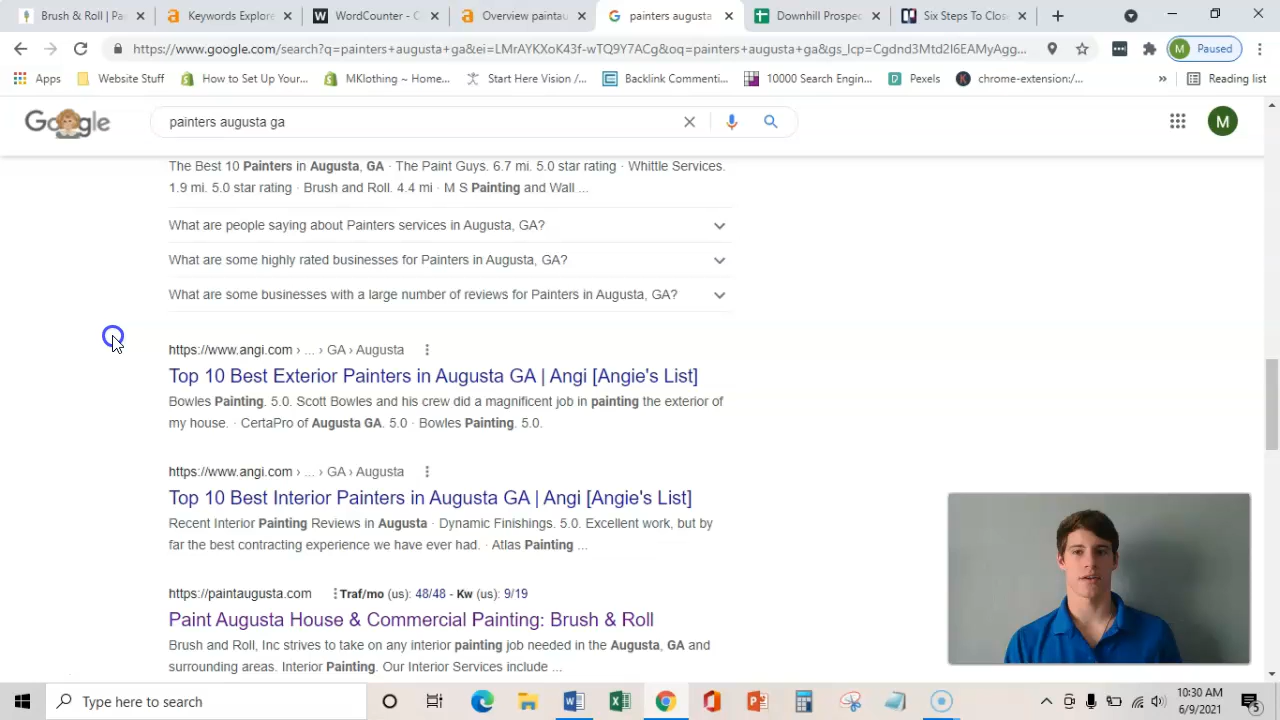 Brush & Roll | Pa
Keywords Explore
WordCounter - C
Overview paintau
painters augusta
Downhill Prospec
Six Steps To Close
https://www.google.com/search?q=painters+augusta+ga&ei=LMrAYKXoK43f-wTQ9Y7ACg&oq=painters+augusta+ga&gs_lcp=Cgdnd3Mtd2l6EAMyAgg...
M Paused
Apps
Website Stuff
How to Set Up Your...
MKlothing ~ Home...
Start Here Vision /...
Backlink Commenti...
10000 Search Engin...
Pexels
chrome-extension:/...
»
Reading list
Google
painters augusta ga
M
The Best 10 Painters in Augusta, GA · The Paint Guys. 6.7 mi. 5.0 star rating · Whittle Services.
1.9 mi. 5.0 star rating · Brush and Roll. 4.4 mi · M S Painting and Wall ...
What are people saying about Painters services in Augusta, GA?
What are some highly rated businesses for Painters in Augusta, GA?
What are some businesses with a large number of reviews for Painters in Augusta, GA?
https://www.angi.com › ... › GA › Augusta
Top 10 Best Exterior Painters in Augusta GA | Angi [Angie's List]
Bowles Painting. 5.0. Scott Bowles and his crew did a magnificent job in painting the exterior of
my house. · CertaPro of Augusta GA. 5.0 · Bowles Painting. 5.0.
https://www.angi.com › ... › GA › Augusta
Top 10 Best Interior Painters in Augusta GA | Angi [Angie's List]
Recent Interior Painting Reviews in Augusta · Dynamic Finishings. 5.0. Excellent work, but by
far the best contracting experience we have ever had. · Atlas Painting ...
https://paintaugusta.com Traf/mo (us): 48/48 - Kw (us): 9/19
Paint Augusta House & Commercial Painting: Brush & Roll
Brush and Roll, Inc strives to take on any interior painting job needed in the Augusta, GA and
surrounding areas. Interior Painting. Our Interior Services include ...
Type here to search
10:30 AM
6/9/2021
5